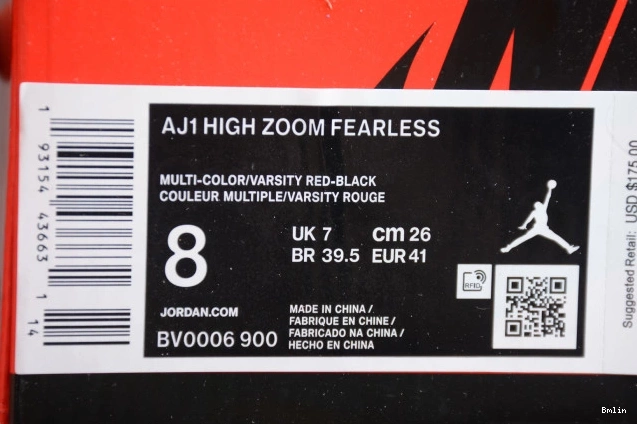 AJ1 HIGH ZOOM FEARLESS
MULTI-COLOR/VARSITY RED-BLACK
COULEUR MULTIPLE/VARSITY ROUGE
8
UK 7 cm 26
BR 39.5 EUR 41
JORDAN.COM
BV0006 900
MADE IN CHINA /
FABRIQUE EN CHINE /
FABRICADO NA CHINA /
HECHO EN CHINA
RFID
1 93154 43663 1 14
Suggested Retail: USD $175.00
Bmlin